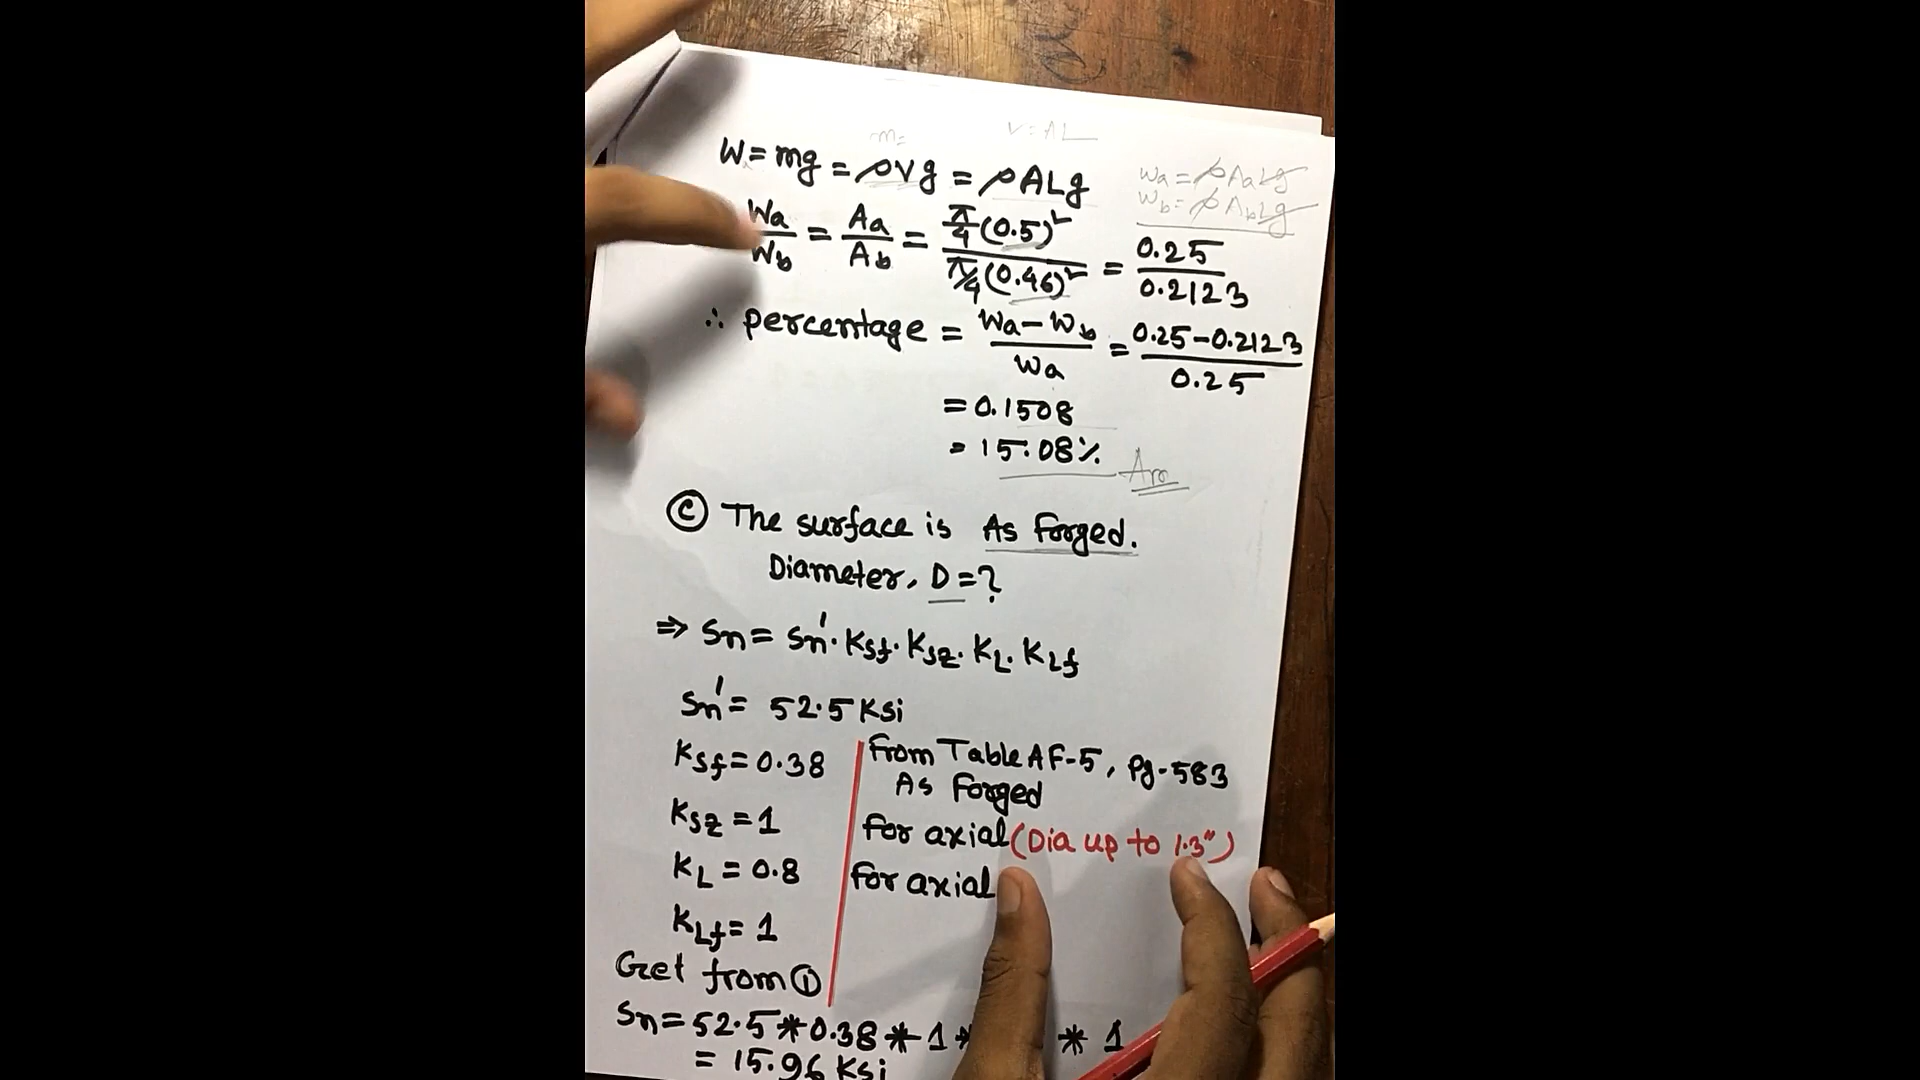 m=
V=AL
W=mg=ρVg=ρALg
Wa=ρAaLg
Wb=ρAbLg
Wa/Wb = Aa/Ab = π/4(0.5)²/π/4(0.46)² = 0.25/0.2123
∴ percentage = Wa-Wb/Wa = 0.25-0.2123/0.25
= 0.1508
= 15.08%
Ⓒ The surface is As Forged.
Diameter, D=?
⇒ Sn = Sn'. Ksf. Ksz. KL. KLf
Sn' = 52.5 Ksi
Ksf = 0.38 From Table AF-5, Pg-583
As Forged
Ksz = 1 For axial (Dia up to 1.3")
KL = 0.8 For axial
KLf = 1
Get from ①
Sn = 52.5*0.38*1* * 1
= 15.96 Ksi